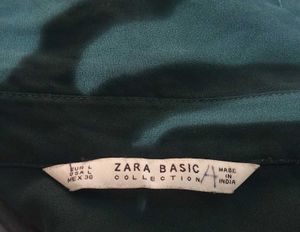 EUR L
USA L
MEX 30
ZARA BASIC
COLLECTION
A
MADE
IN
INDIA